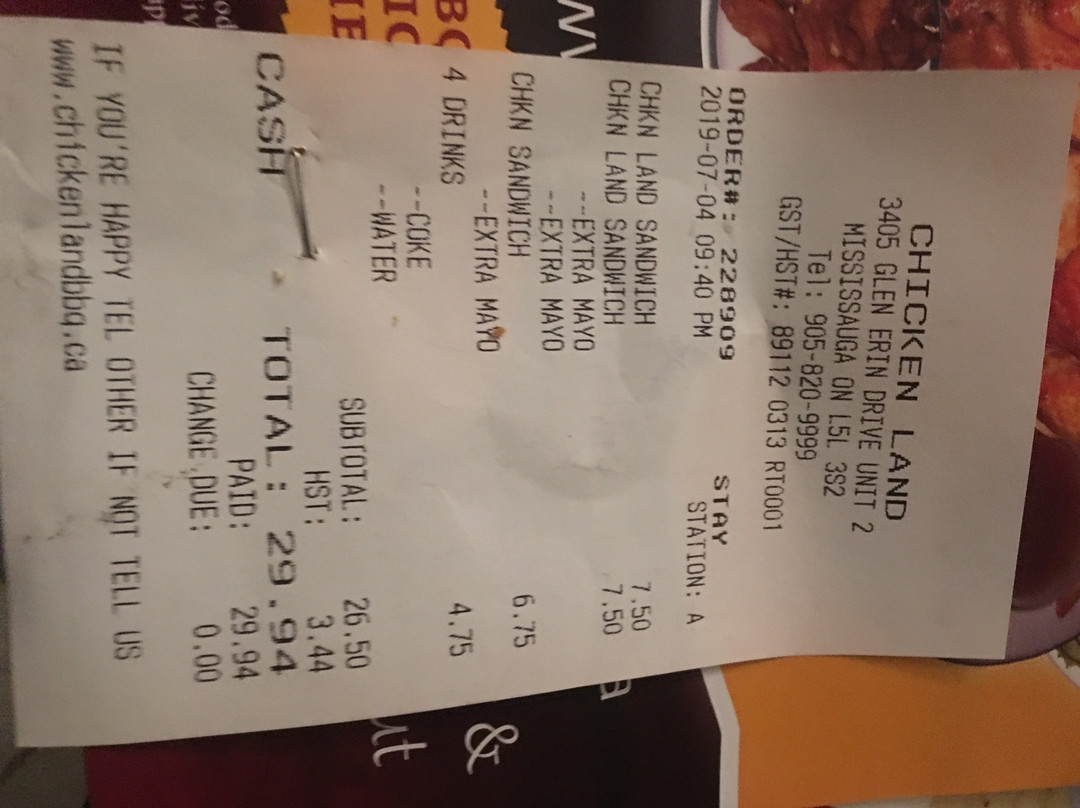 CHICKEN LAND
3405 GLEN ERIN DRIVE UNIT 2
MISSISSAUGA ON L5L 3S2
Tel: 905-820-9999
GST/HST#: 89112 0313 RT0001
ORDER#: 228909 STAY
2019-07-04 09:40 PM STATION: A
CHKN LAND SANDWICH 7.50
CHKN LAND SANDWICH 7.50
--EXTRA MAYO
--EXTRA MAYO
CHKN SANDWICH 6.75
--EXTRA MAYO
4 DRINKS 4.75
--COKE
--WATER
SUBTOTAL: 26.50
HST: 3.44
CASH TOTAL: 29.94
PAID: 29.94
CHANGE DUE: 0.00
IF YOU'RE HAPPY TEL OTHER IF NOT TELL US
www.chickenlandbbq.ca
&